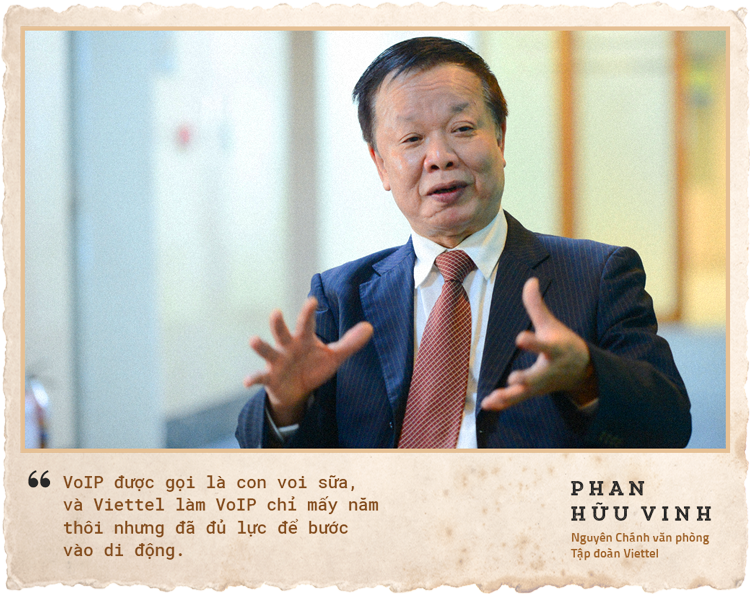 VoIP được gọi là con voi sữa,
và Viettel làm VoIP chỉ mấy năm
thôi nhưng đã đủ lực để bước
vào di động.
PHAN
HỮU VINH
Nguyên Chánh văn phòng
Tập đoàn Viettel